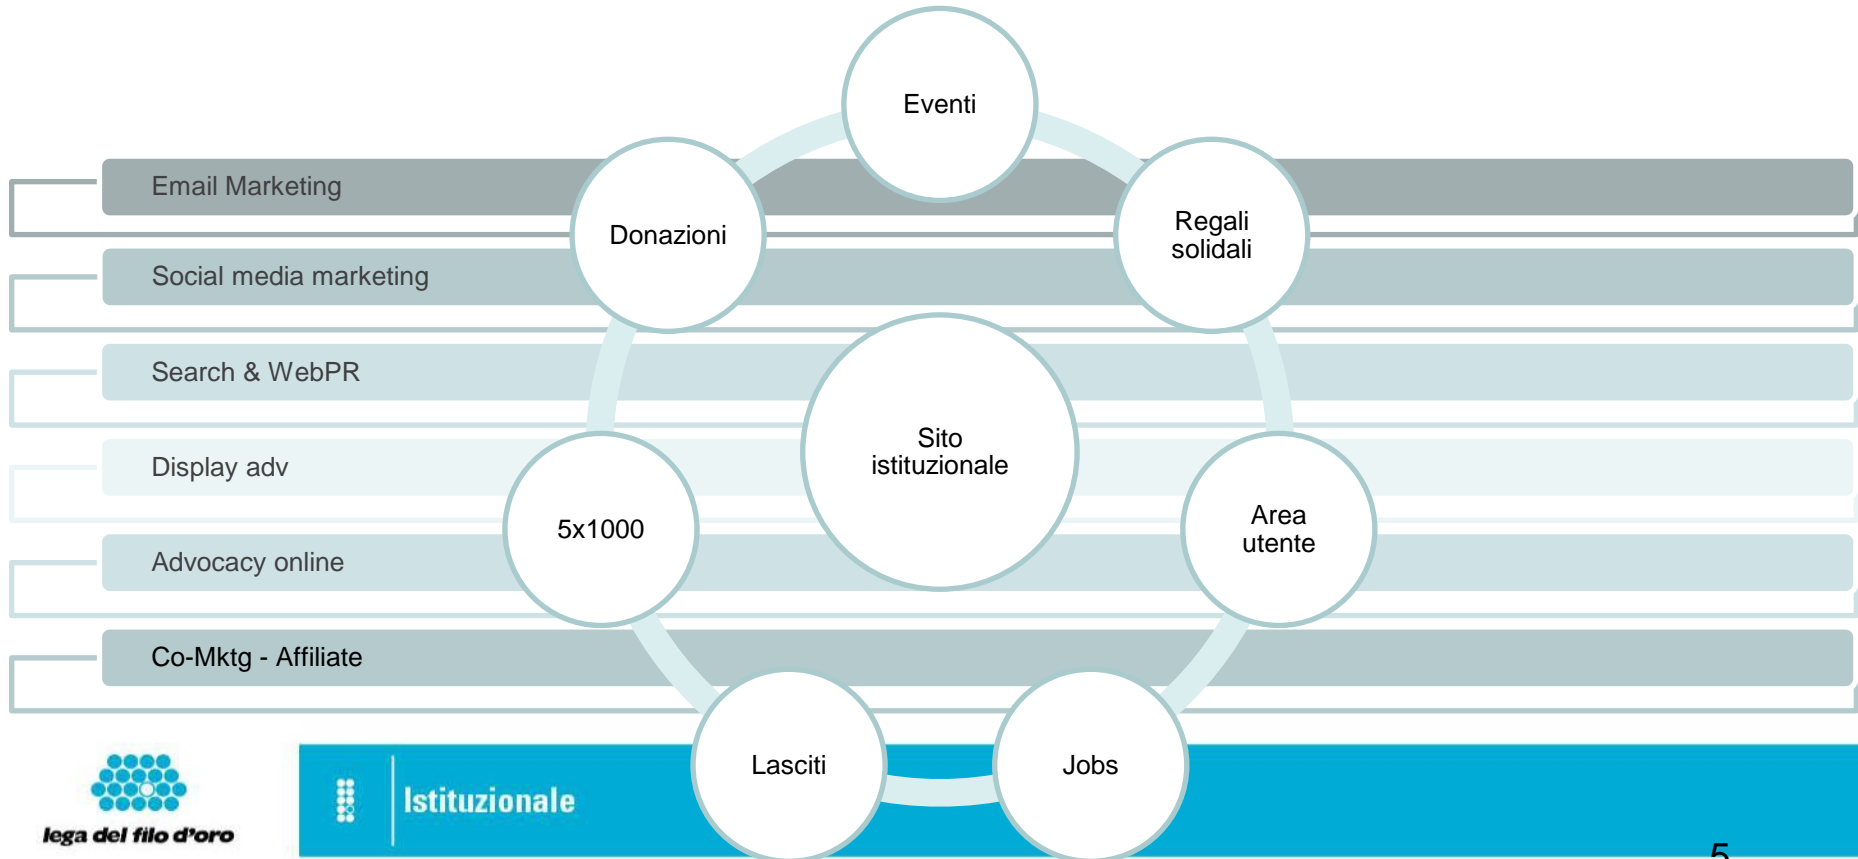 Eventi
Email Marketing
Donazioni
Regali
solidali
Social media marketing
Search & WebPR
Sito
istituzionale
Display adv
5x1000
Area
utente
Advocacy online
Co-Mktg - Affiliate
Lasciti
Jobs
lega del filo d'oro
Istituzionale
5